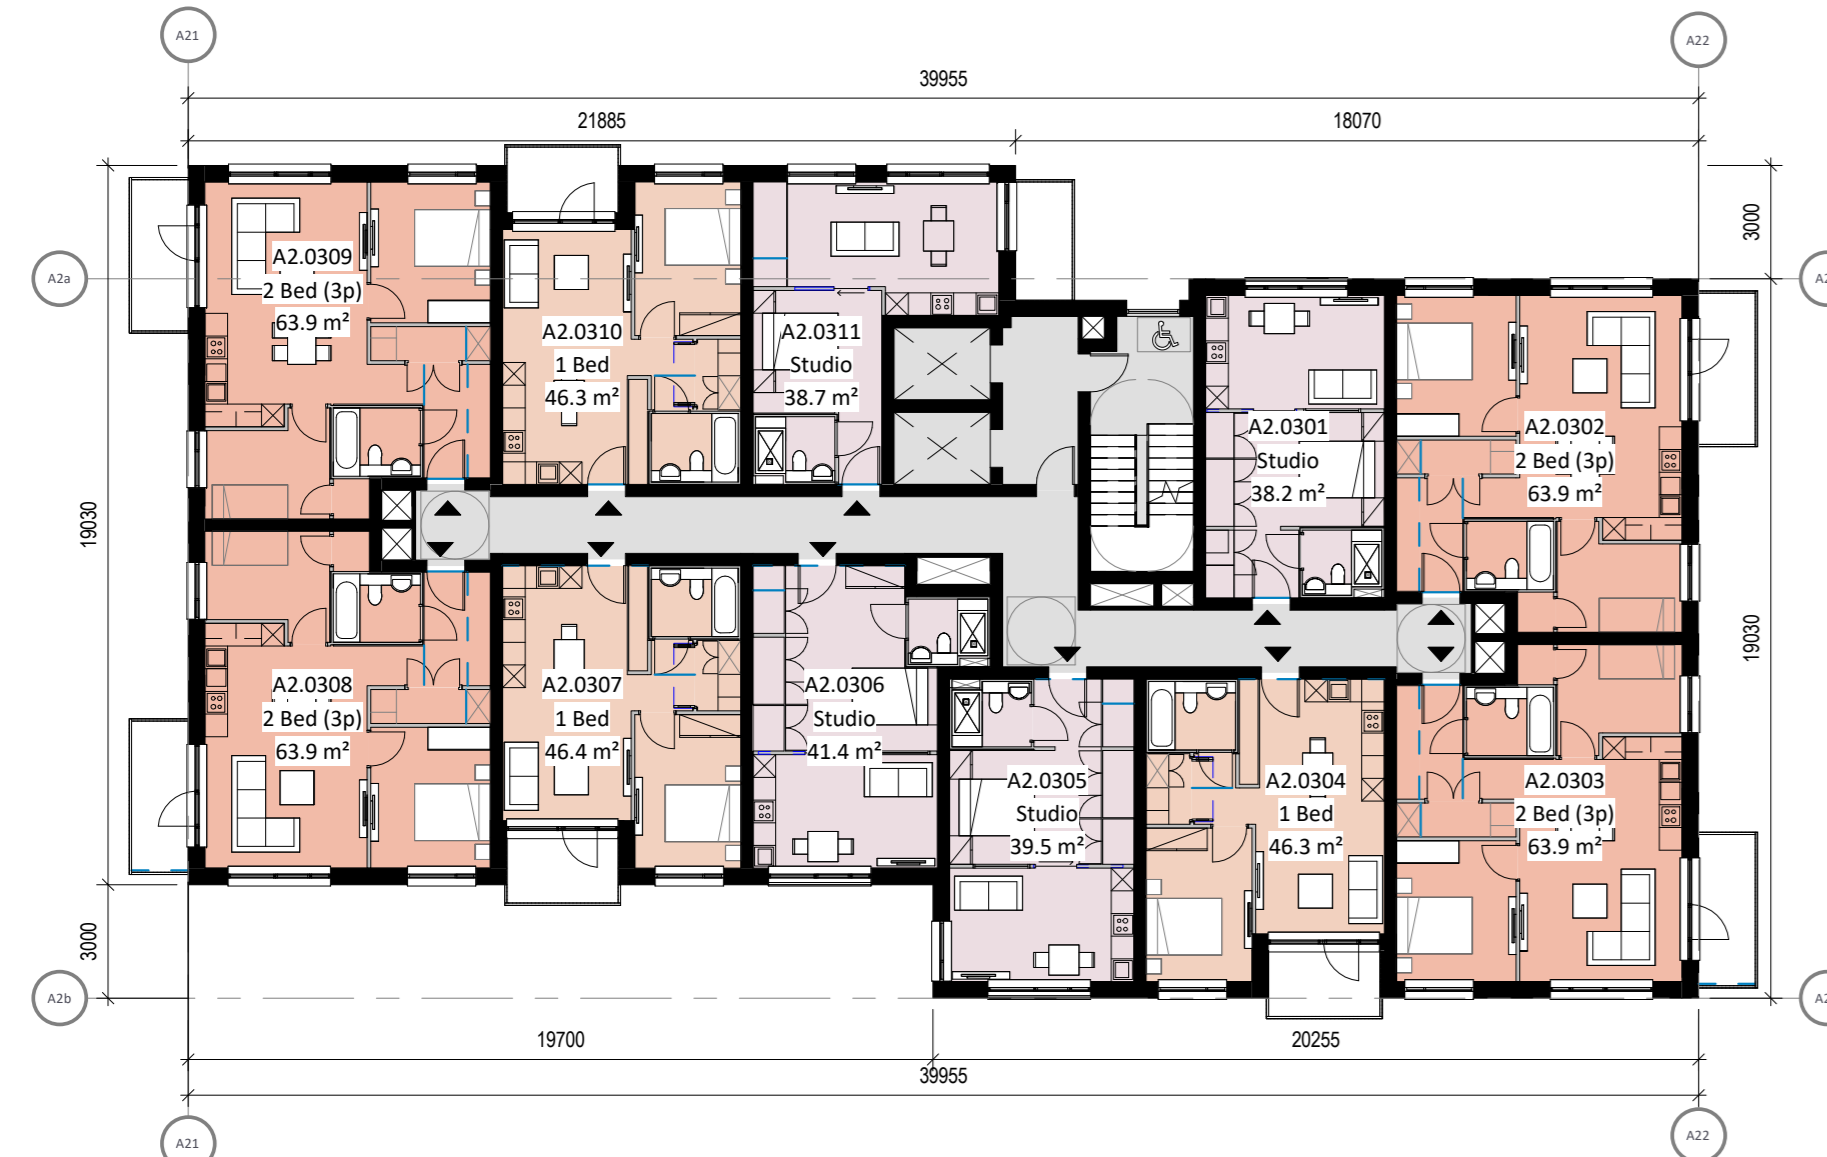 A21
A22
39955
21885
18070
A2a
A2
3000
3000
19030
19030
A2.0309
2 Bed (3p)
63.9 m²
A2.0310
1 Bed
46.3 m²
A2.0311
Studio
38.7 m²
A2.0301
Studio
38.2 m²
A2.0302
2 Bed (3p)
63.9 m²
A2.0308
2 Bed (3p)
63.9 m²
A2.0307
1 Bed
46.4 m²
A2.0306
Studio
41.4 m²
A2.0305
Studio
39.5 m²
A2.0304
1 Bed
46.3 m²
A2.0303
2 Bed (3p)
63.9 m²
A2b
A2
19700
20255
39955
A21
A22